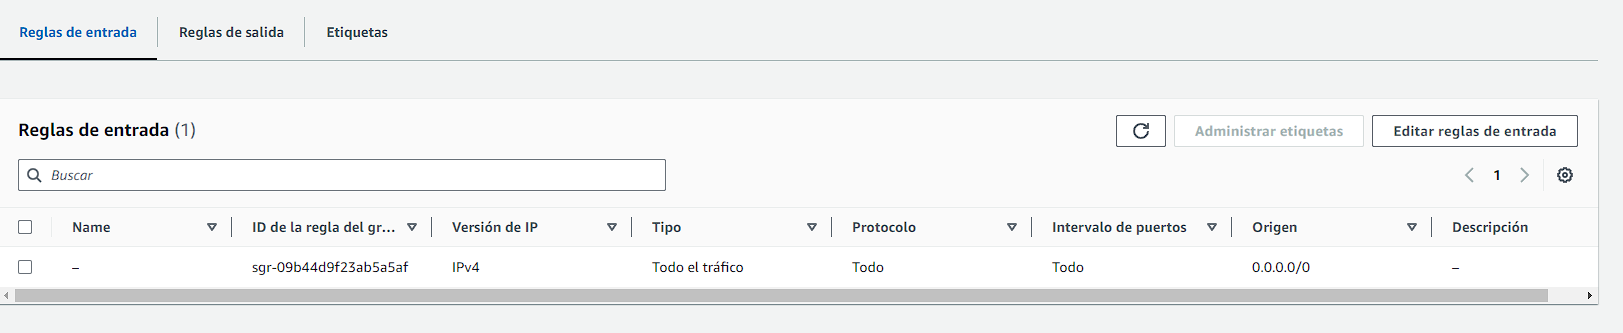 Reglas de entrada Reglas de salida Etiquetas
Reglas de entrada (1) Administrar etiquetas Editar reglas de entrada
Buscar 1
Name ID de la regla del gr... Versión de IP Tipo Protocolo Intervalo de puertos Origen Descripción
– sgr-09b44d9f23ab5a5af IPv4 Todo el tráfico Todo Todo 0.0.0.0/0 –